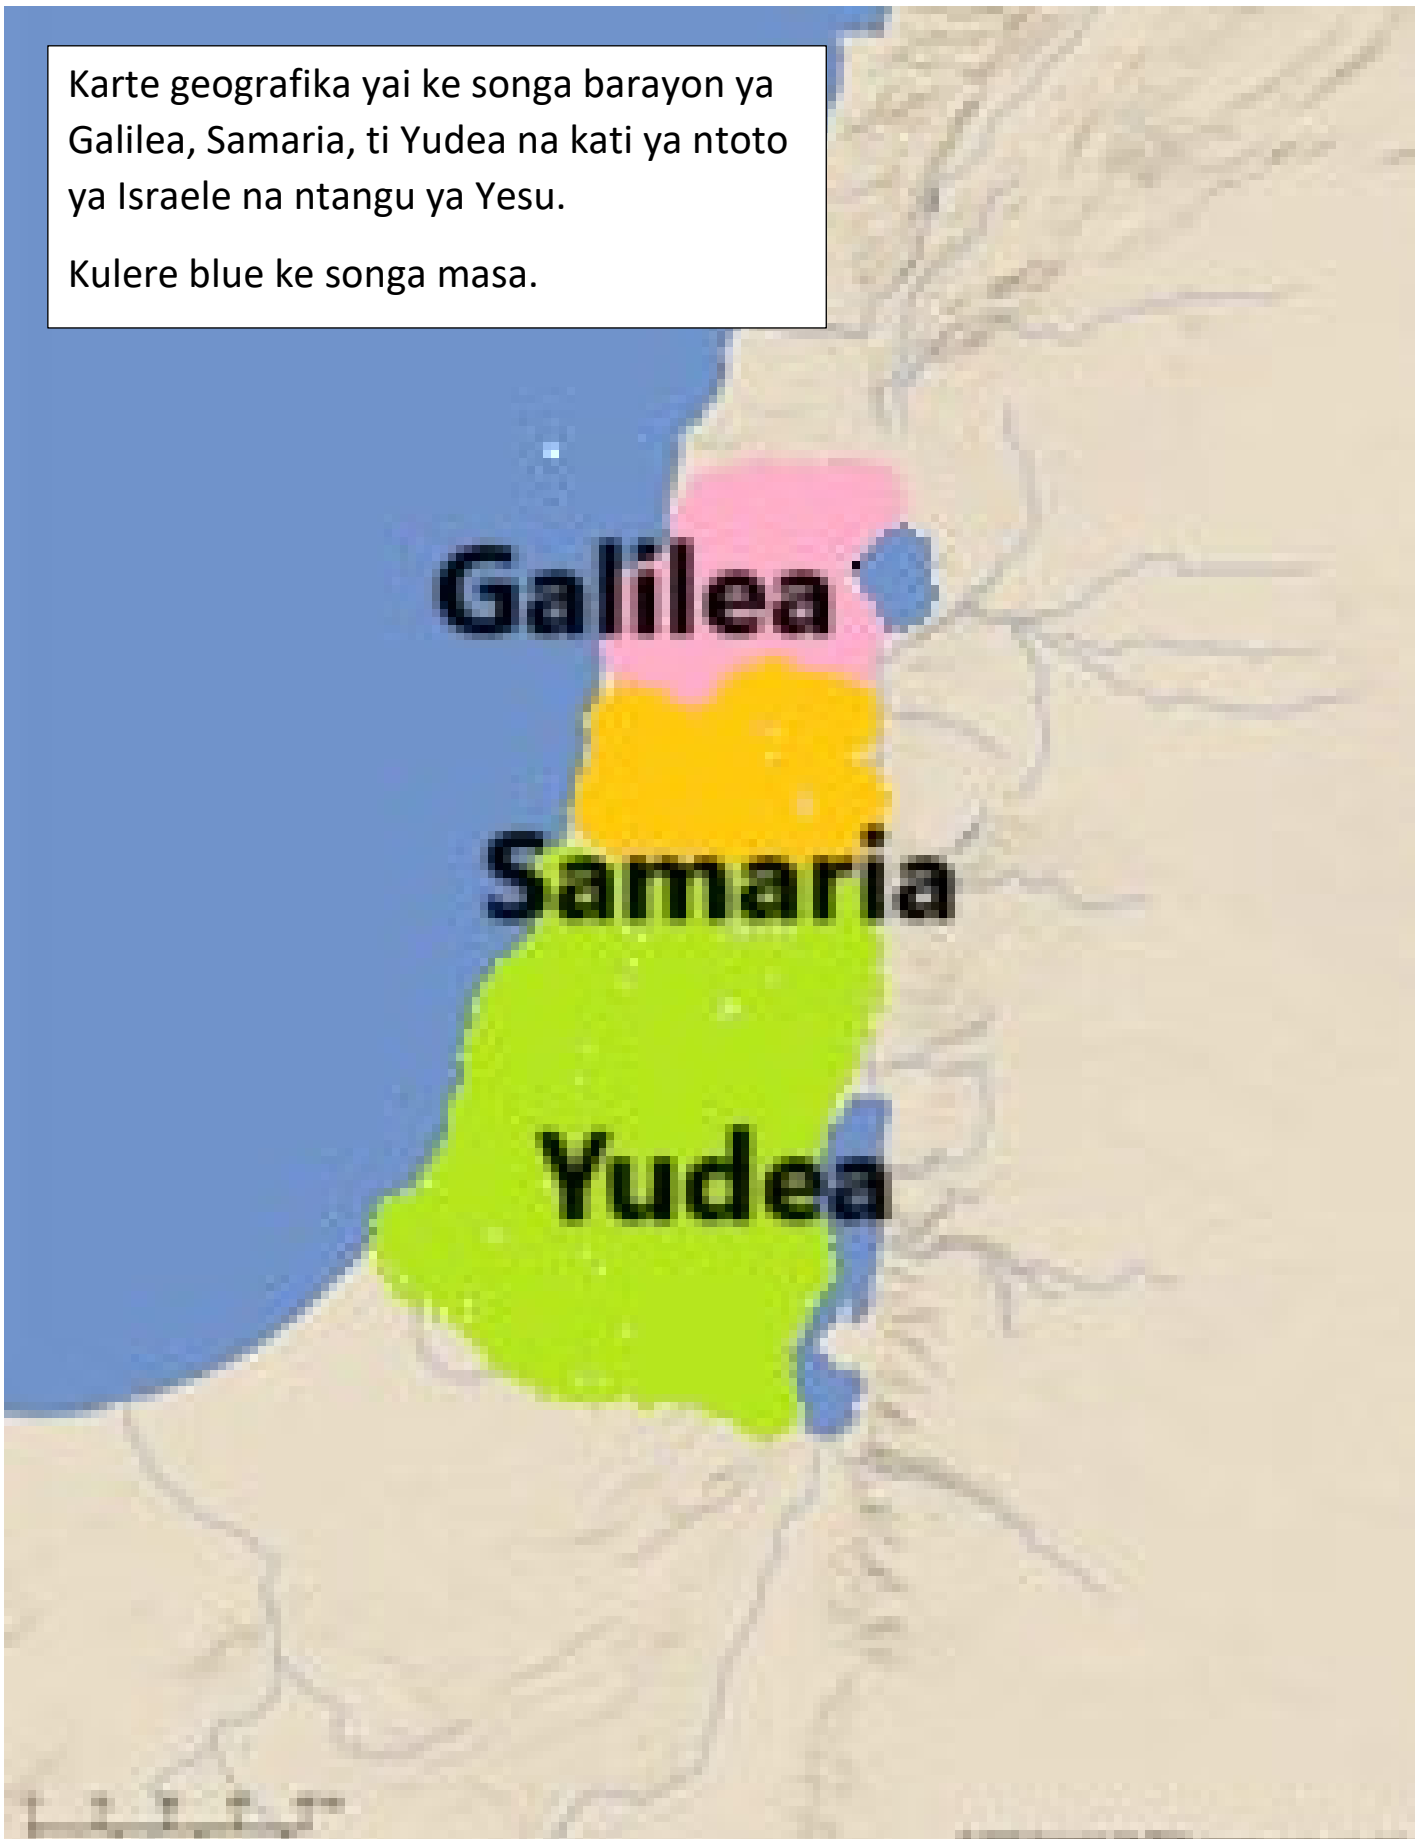 Karte geografika yai ke songa barayon ya
Galilea, Samaria, ti Yudea na kati ya ntoto
ya Israele na ntangu ya Yesu.
Kulere blue ke songa masa.
Galilea
Samaria
Yudea